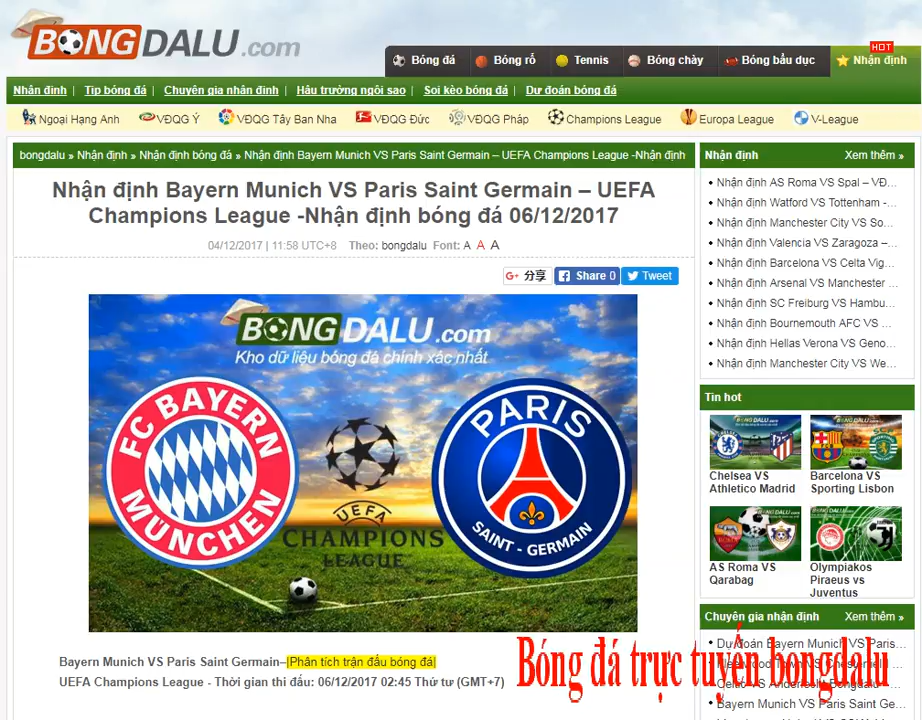 BONGDALU.com
HOT
Bóng đá
Bóng rổ
Tennis
Bóng chày
Bóng bầu dục
Nhận định
Nhận định | Tip bóng đá | Chuyên gia nhận định | Hậu trường ngôi sao | Soi kèo bóng đá | Dự đoán bóng đá
Ngoại Hạng Anh
VĐQG Ý
VĐQG Tây Ban Nha
VĐQG Đức
VĐQG Pháp
Champions League
Europa League
V-League
bongdalu » Nhận định » Nhận định bóng đá » Nhận định Bayern Munich VS Paris Saint Germain – UEFA Champions League -Nhận định
Nhận định Bayern Munich VS Paris Saint Germain – UEFA
Champions League -Nhận định bóng đá 06/12/2017
04/12/2017 | 11:58 UTC+8 Theo: bongdalu Font: A A A
G+ 分享
Share 0
Tweet
BONGDALU.com
Kho dữ liệu bóng đá chính xác nhất
FC BAYERN
MÜNCHEN
UEFA
CHAMPIONS
LEAGUE
PARIS
SAINT-GERMAIN
Bayern Munich VS Paris Saint Germain–|Phân tích trận đấu bóng đá|
UEFA Champions League - Thời gian thi đấu: 06/12/2017 02:45 Thứ tư (GMT+7)
Nhận định Xem thêm »
Nhận định AS Roma VS Spal – VĐ...
Nhận định Watford VS Tottenham -...
Nhận định Manchester City VS So...
Nhận định Valencia VS Zaragoza –...
Nhận định Barcelona VS Celta Vig...
Nhận định Arsenal VS Manchester ...
Nhận định SC Freiburg VS Hambu...
Nhận định Bournemouth AFC VS ...
Nhận định Hellas Verona VS Geno...
Nhận định Manchester City VS We...
Tin hot
Chelsea VS
Athletico Madrid
Barcelona VS
Sporting Lisbon
AS Roma VS
Qarabag
Olympiakos
Piraeus vs
Juventus
Chuyên gia nhận định Xem thêm »
Dự đoán Bayern Munich VS Paris...
Bayern Munich VS Paris Saint Ge...
Bóng đá trực tuyến bongdalu